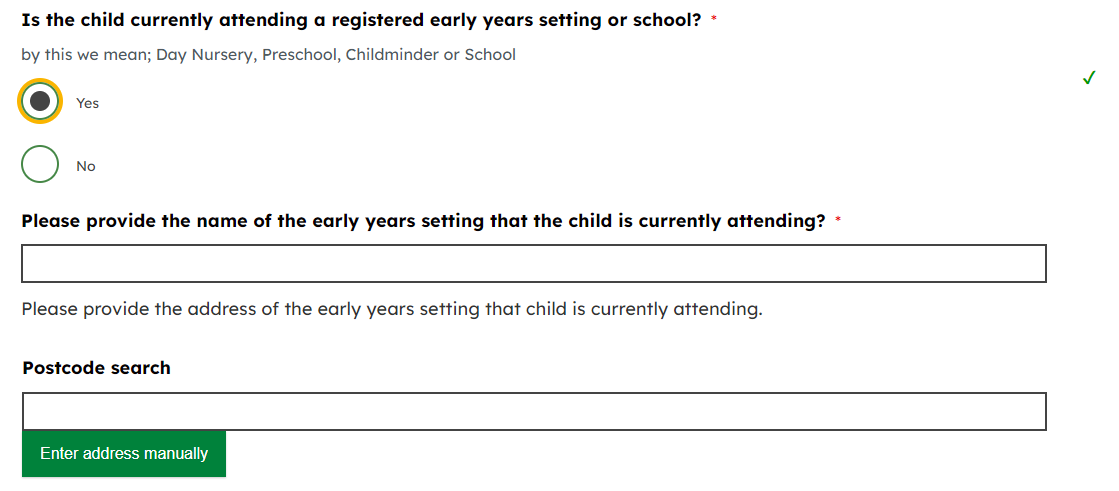 Is the child currently attending a registered early years setting or school? *
by this we mean; Day Nursery, Preschool, Childminder or School
Yes
No
Please provide the name of the early years setting that the child is currently attending? *
Please provide the address of the early years setting that child is currently attending.
Postcode search
Enter address manually